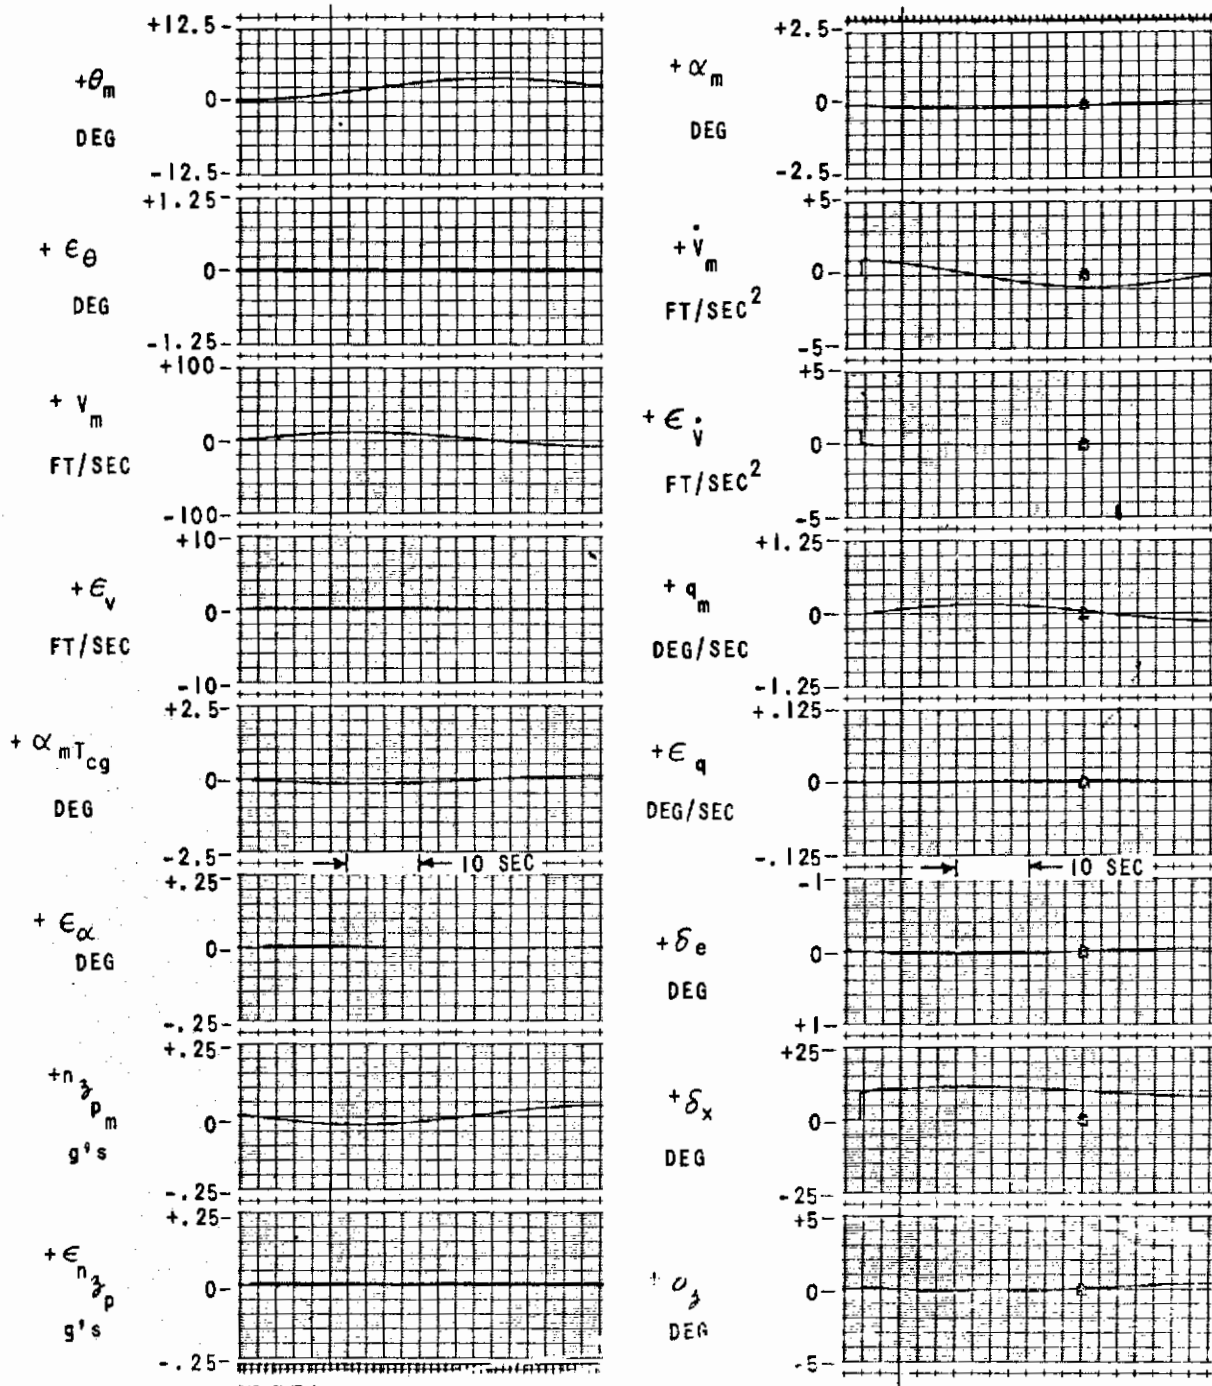 +12.5-
+θm
0-
DEG
-12.5-
+1.25-
+ ϵθ
0-
DEG
-1.25-
+100-
+ Vm
0-
FT/SEC
-100-
+10-
+ϵv
0-
FT/SEC
-10-
+2.5-
+ αmTcg
0-
DEG
-2.5-
10 SEC
+.25-
+ ϵα
0-
DEG
-.25-
+.25-
+nzpm
0-
g's
-.25-
+.25-
+ϵnzp
0-
g's
-.25-
+2.5-
+αm
0-
DEG
-2.5-
+5-
+V̇m
0-
FT/SEC²
-5-
+5-
+ϵV̇
0-
FT/SEC²
-5-
+1.25-
+ qm
0-
DEG/SEC
-1.25-
+.125-
+ϵq
0-
DEG/SEC
-.125-
10 SEC
-1-
+δe
0-
DEG
+1-
+25-
+δx
0-
DEG
-25-
+5-
0-
DEG
-5-